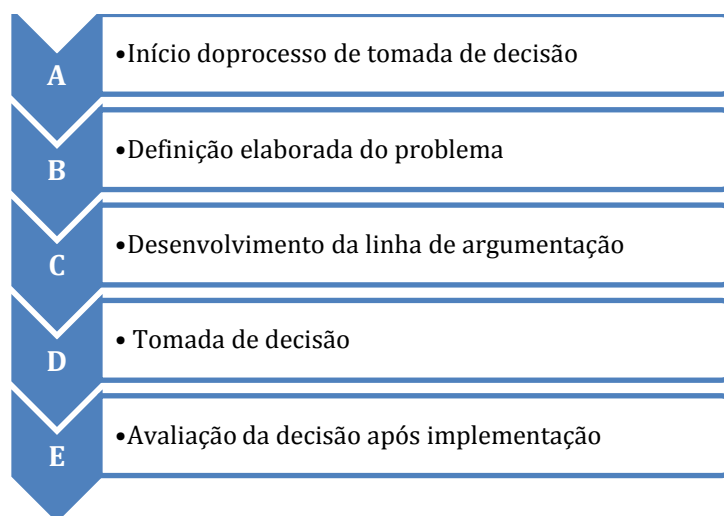 A
•Início doprocesso de tomada de decisão
B
•Definição elaborada do problema
C
•Desenvolvimento da linha de argumentação
D
• Tomada de decisão
E
•Avaliação da decisão após implementação